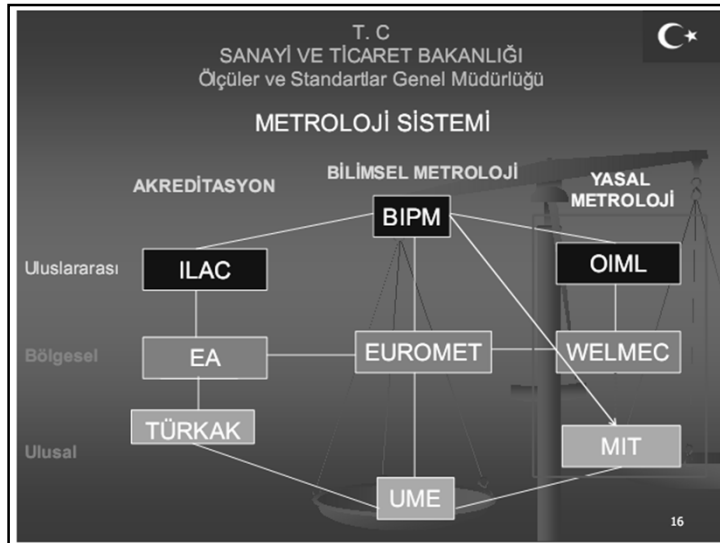 T. C
SANAYİ VE TİCARET BAKANLIĞI
Ölçüler ve Standartlar Genel Müdürlüğü
METROLOJİ SİSTEMİ
AKREDİTASYON
BİLİMSEL METROLOJİ
YASAL
METROLOJİ
BIPM
Uluslararası
ILAC
OIML
Bölgesel
EA
EUROMET
WELMEC
TÜRKAK
Ulusal
MIT
UME
16